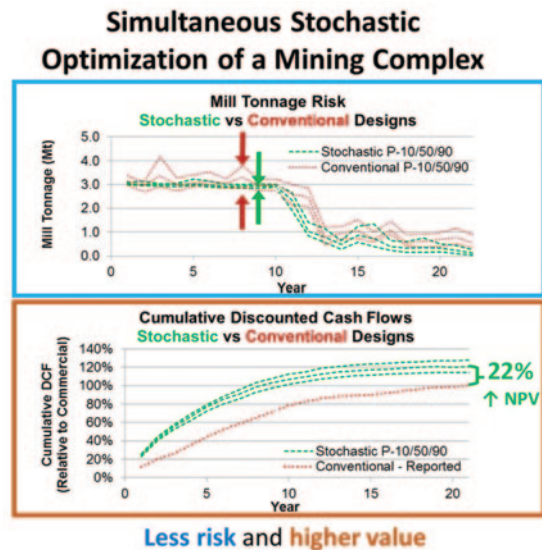 Simultaneous Stochastic
Optimization of a Mining Complex
Mill Tonnage Risk
Stochastic vs Conventional Designs
Mill Tonnage (Mt)
5.0
4.0
3.0
2.0
1.0
0.0
Stochastic P-10/50/90
Conventional P-10/50/90
0 5 10 15 20
Year
Cumulative Discounted Cash Flows
Stochastic vs Conventional Designs
Cumulative DCF
(Relative to Commercial)
140%
120%
100%
80%
60%
40%
20%
0%
22%
↑ NPV
Stochastic P-10/50/90
Conventional - Reported
0 5 10 15 20
Year
Less risk and higher value